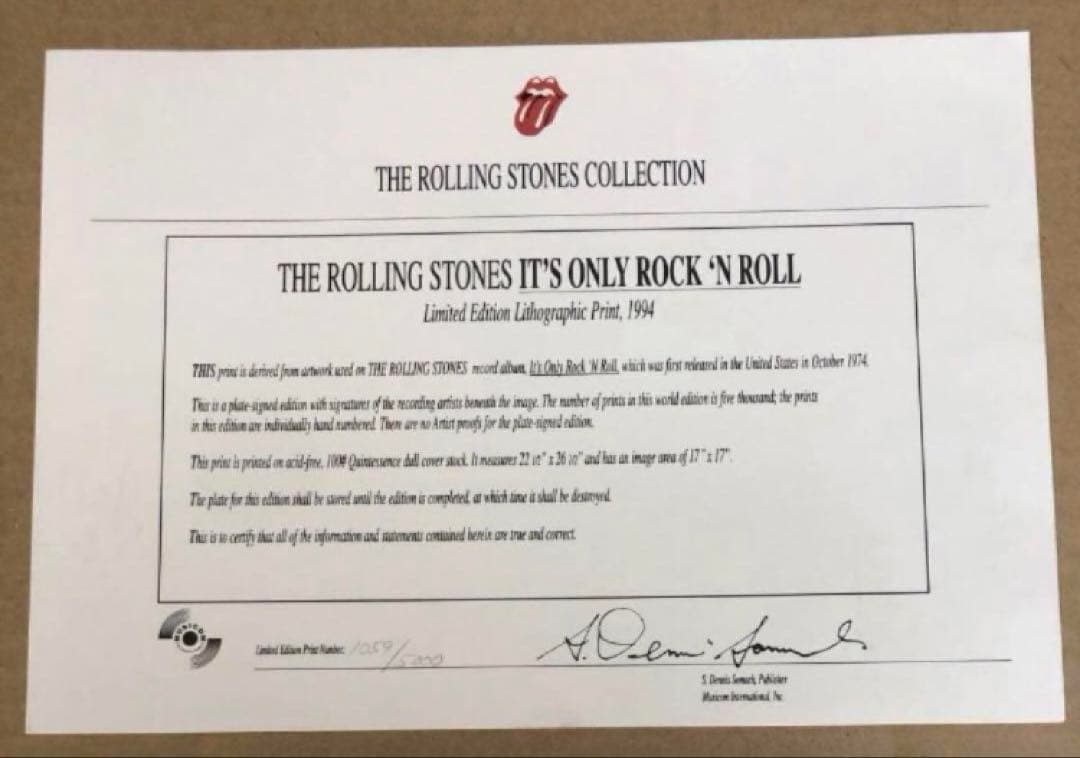 THE ROLLING STONES COLLECTION
THE ROLLING STONES IT'S ONLY ROCK 'N ROLL
Limited Edition Lithographic Print, 1994
THIS print is derived from artwork used on THE ROLLING STONES record album, It's Only Rock 'N Roll, which was first released in the United States in October 1974.
This is a plate-signed edition with signatures of the recording artists beneath the image. The number of prints in this world edition is five thousand; the prints
in this edition are individually hand numbered. There are no Artist proofs for the plate-signed edition.
This print is printed on acid-free, 100# Quintessence dull cover stock. It measures 22 1/2" x 26 1/2" and has an image area of 17" x 17".
The plate for this edition shall be stored until the edition is completed, at which time is shall be destroyed.
This is to certify that all of the information and statements contained herein are true and correct.
MUSICOM
Limited Edition Print Number: 1059/5000
S. Dennis Somach, Publisher
Musicom International, Inc